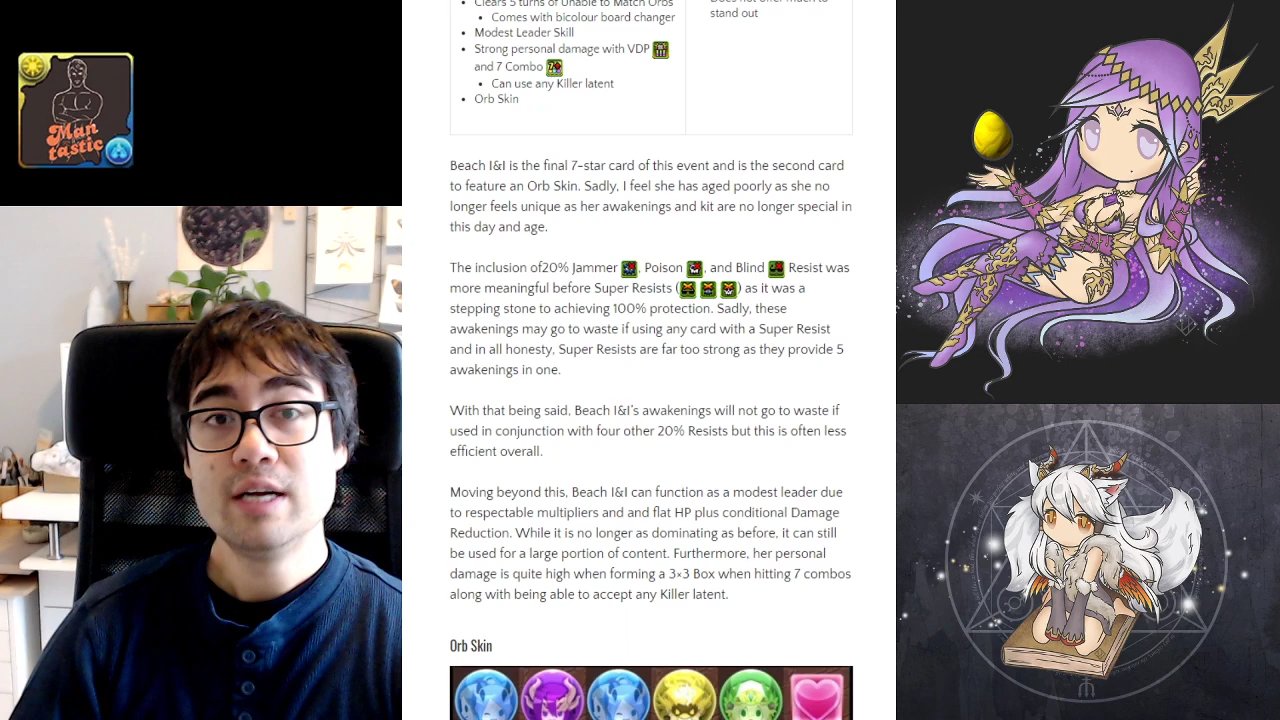 Man
tastic
Clears 5 turns of Unable to Match Orbs
Comes with bicolour board changer
Modest Leader Skill
Strong personal damage with VDP
and 7 Combo
Can use any Killer latent
Orb Skin
Does not offer much to
stand out
Beach I&I is the final 7-star card of this event and is the second card
to feature an Orb Skin. Sadly, I feel she has aged poorly as she no
longer feels unique as her awakenings and kit are no longer special in
this day and age.
The inclusion of20% Jammer , Poison , and Blind Resist was
more meaningful before Super Resists ( ) as it was a
stepping stone to achieving 100% protection. Sadly, these
awakenings may go to waste if using any card with a Super Resist
and in all honesty, Super Resists are far too strong as they provide 5
awakenings in one.
With that being said, Beach I&I's awakenings will not go to waste if
used in conjunction with four other 20% Resists but this is often less
efficient overall.
Moving beyond this, Beach I&I can function as a modest leader due
to respectable multipliers and and flat HP plus conditional Damage
Reduction. While it is no longer as dominating as before, it can still
be used for a large portion of content. Furthermore, her personal
damage is quite high when forming a 3×3 Box when hitting 7 combos
along with being able to accept any Killer latent.
Orb Skin